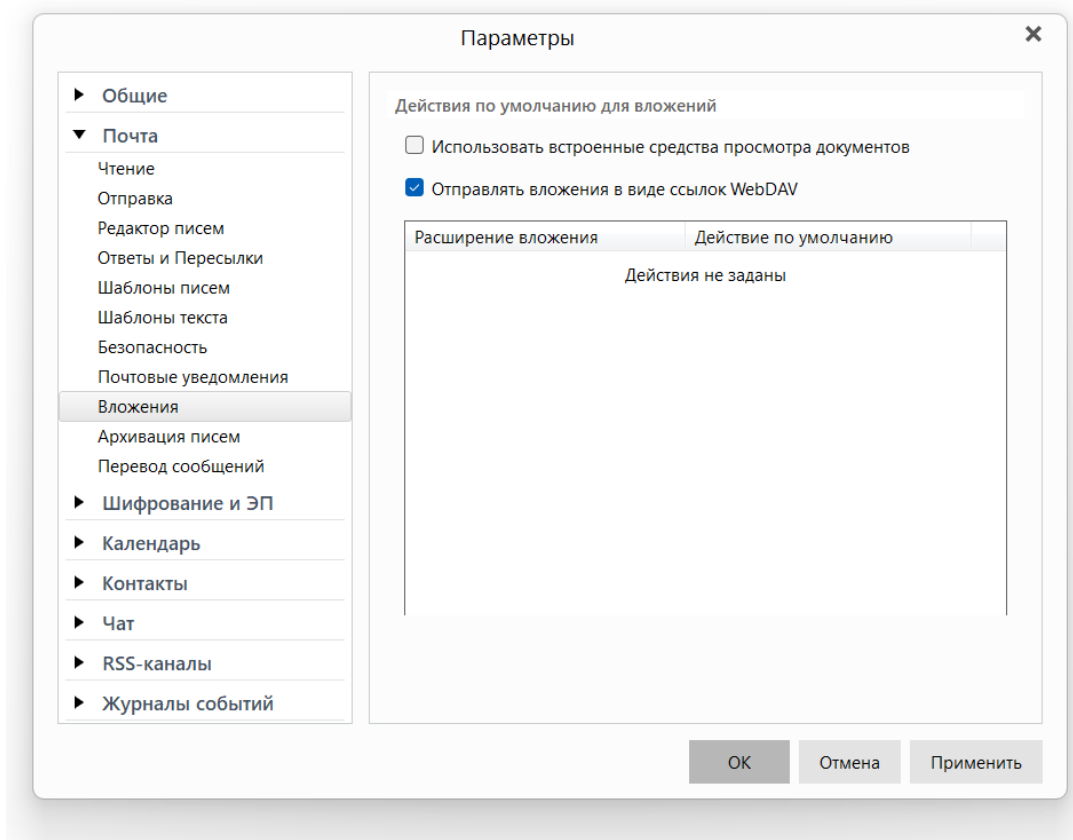 Параметры
Общие
Почта
Чтение
Отправка
Редактор писем
Ответы и Пересылки
Шаблоны писем
Шаблоны текста
Безопасность
Почтовые уведомления
Вложения
Архивация писем
Перевод сообщений
Шифрование и ЭП
Календарь
Контакты
Чат
RSS-каналы
Журналы событий
Действия по умолчанию для вложений
Использовать встроенные средства просмотра документов
Отправлять вложения в виде ссылок WebDAV
Расширение вложения Действие по умолчанию
Действия не заданы
ОК Отмена Применить